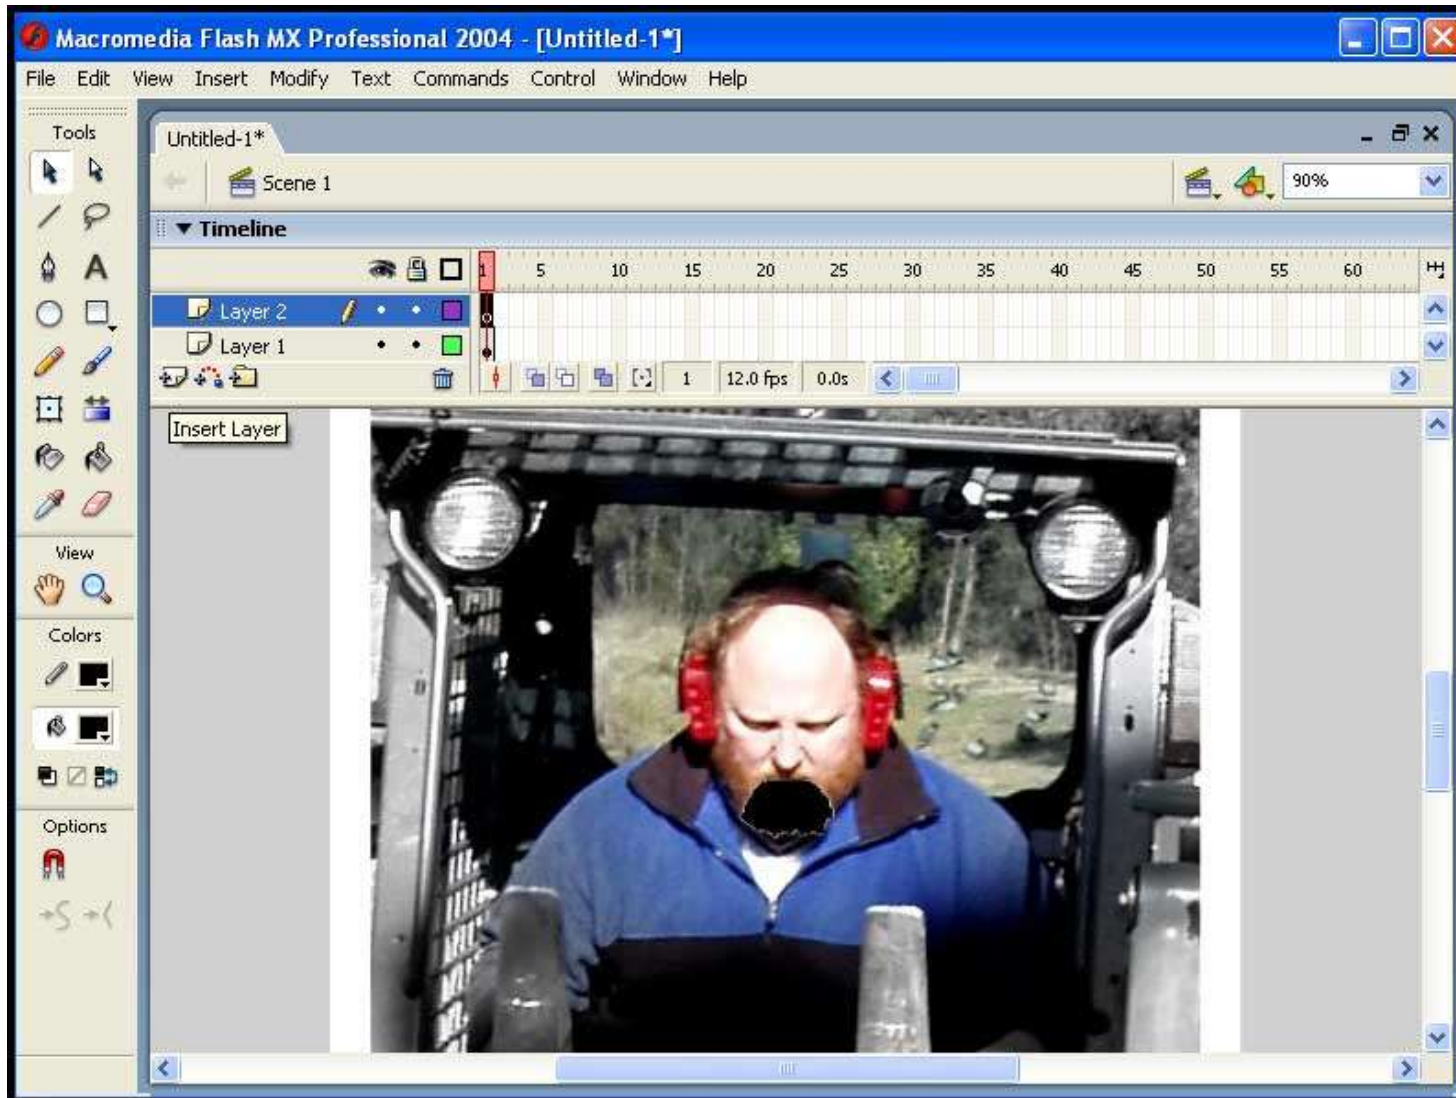 Macromedia Flash MX Professional 2004 - [Untitled-1*]
File Edit View Insert Modify Text Commands Control Window Help
Tools
Untitled-1*
Scene 1
90%
Timeline
1 5 10 15 20 25 30 35 40 45 50 55 60
Layer 2
Layer 1
1 12.0 fps 0.0s
Insert Layer
View
Colors
Options